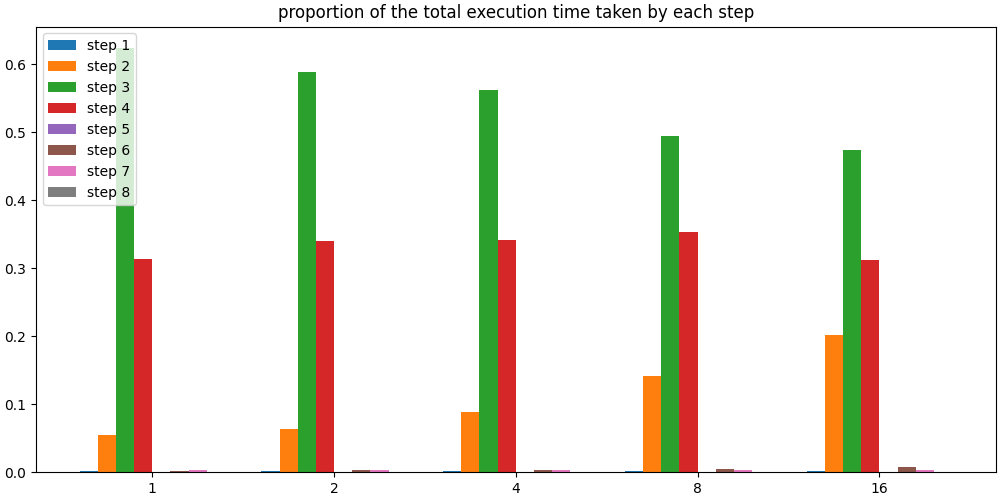 proportion of the total execution time taken by each step
step 1
step 2
step 3
step 4
step 5
step 6
step 7
step 8
0.6
0.5
0.4
0.3
0.2
0.1
0.0
1 2 4 8 16